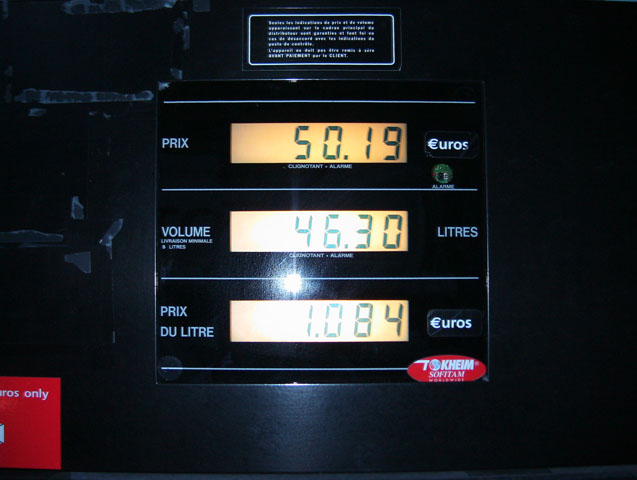 Seules les indications de prix et de volume
apparaissant sur le cadran principal du
distributeur sont garanties et font foi en
cas de désaccord avec les indications du
poste de contrôle.
L'appareil ne doit pas être remis à zéro
AVANT PAIEMENT par le CLIENT.
PRIX
50.19
€uros
CLIGNOTANT = ALARME
ALARME
VOLUME
LIVRAISON MINIMALE
LITRES
46.30
LITRES
CLIGNOTANT = ALARME
PRIX
DU LITRE
1.084
€uros
TOKHEIM
SOFITAM
WORLDWIDE
uros only